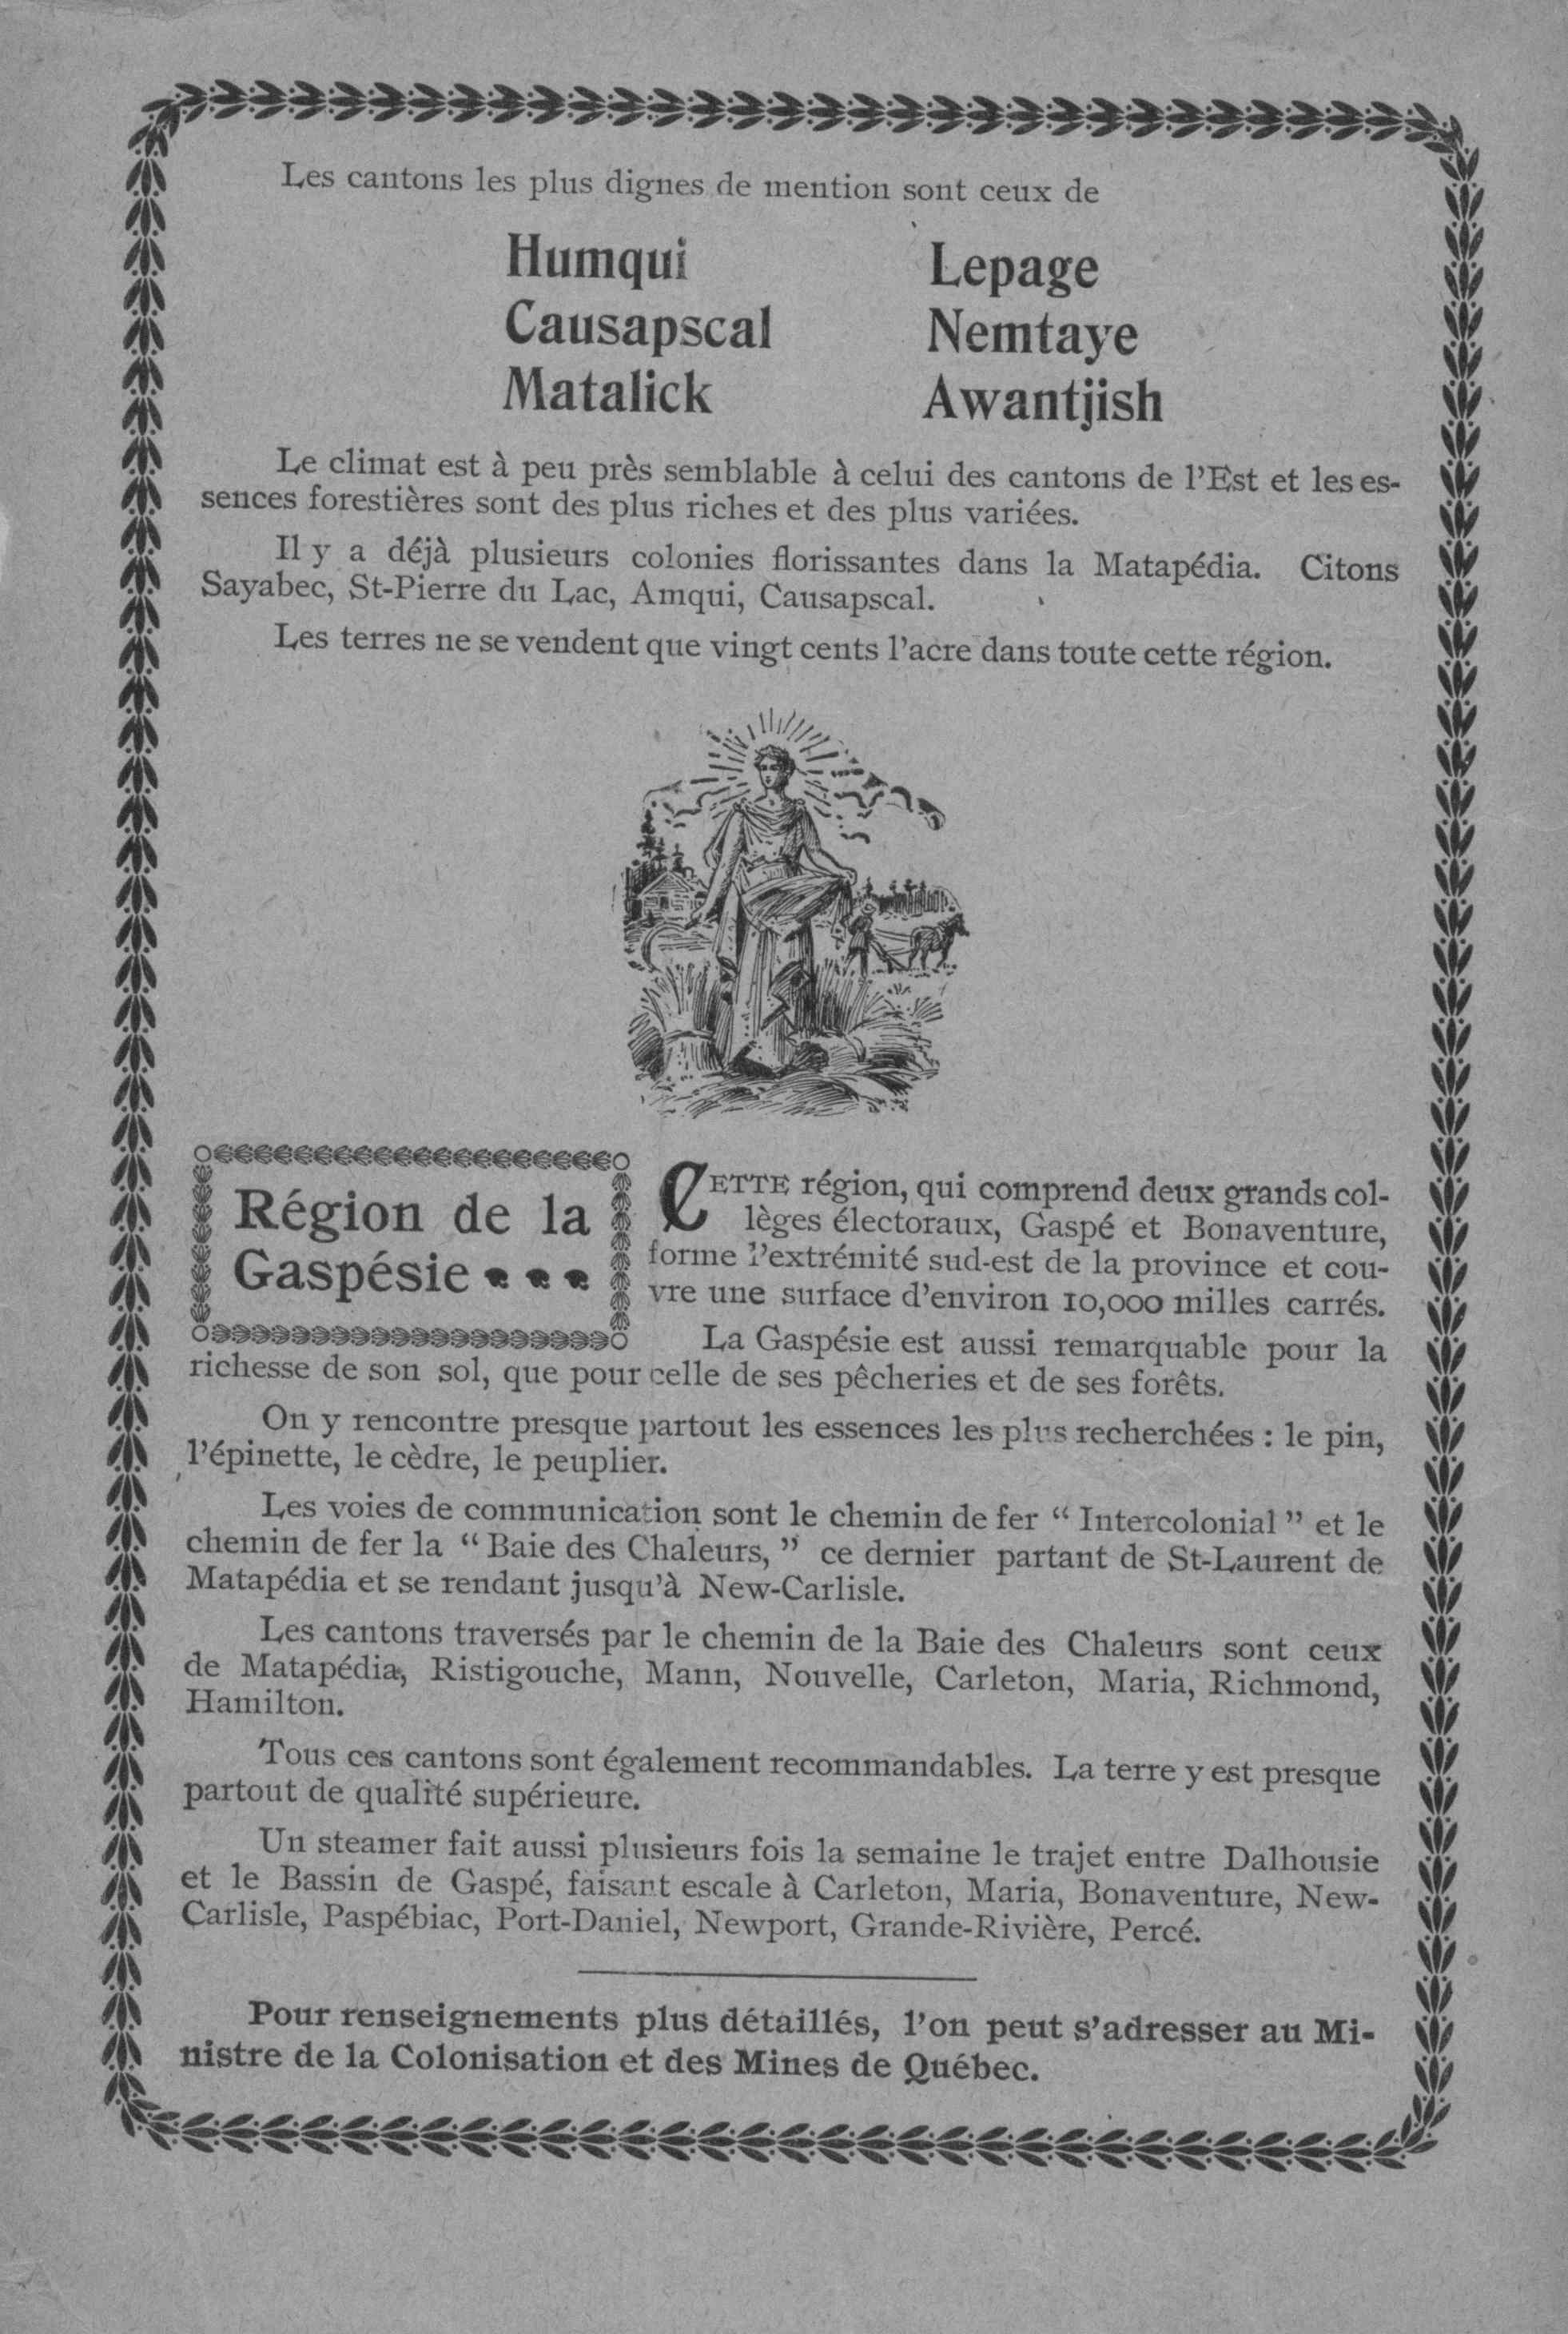 Les cantons les plus dignes de mention sont ceux de
Humqui Lepage
Causapscal Nemtaye
Matalick Awantjish
Le climat est à peu près semblable à celui des cantons de l'Est et les es-
sences forestières sont des plus riches et des plus variées.
Il y a déjà plusieurs colonies florissantes dans la Matapédia. Citons
Sayabec, St-Pierre du Lac, Amqui, Causapscal.
Les terres ne se vendent que vingt cents l'acre dans toute cette région.
Région de la
Gaspésie
CETTE région, qui comprend deux grands col-
lèges électoraux, Gaspé et Bonaventure,
forme l'extrémité sud-est de la province et cou-
vre une surface d'environ 10,000 milles carrés.
La Gaspésie est aussi remarquable pour la
richesse de son sol, que pour celle de ses pêcheries et de ses forêts.
On y rencontre presque partout les essences les plus recherchées : le pin,
l'épinette, le cèdre, le peuplier.
Les voies de communication sont le chemin de fer " Intercolonial " et le
chemin de fer la " Baie des Chaleurs, " ce dernier partant de St-Laurent de
Matapédia et se rendant jusqu'à New-Carlisle.
Les cantons traversés par le chemin de la Baie des Chaleurs sont ceux
de Matapédia, Ristigouche, Mann, Nouvelle, Carleton, Maria, Richmond,
Hamilton.
Tous ces cantons sont également recommandables. La terre y est presque
partout de qualité supérieure.
Un steamer fait aussi plusieurs fois la semaine le trajet entre Dalhousie
et le Bassin de Gaspé, faisant escale à Carleton, Maria, Bonaventure, New-
Carlisle, Paspébiac, Port-Daniel, Newport, Grande-Rivière, Percé.
Pour renseignements plus détaillés, l'on peut s'adresser au Mi-
nistre de la Colonisation et des Mines de Québec.